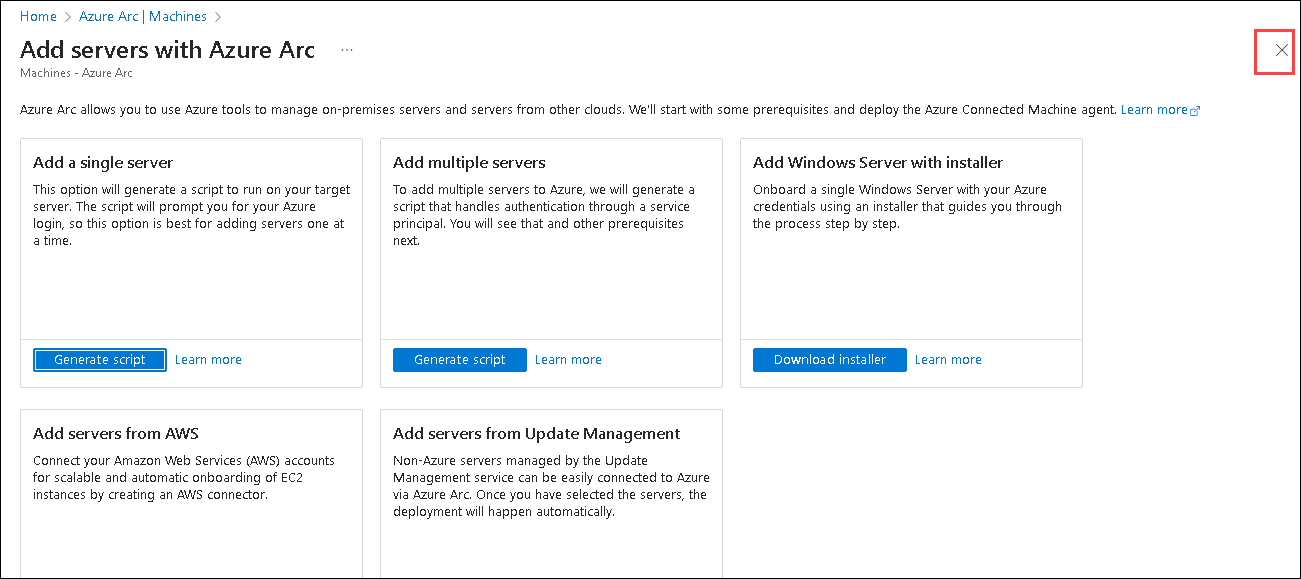 Home > Azure Arc | Machines >
Add servers with Azure Arc ...
Machines - Azure Arc
Azure Arc allows you to use Azure tools to manage on-premises servers and servers from other clouds. We'll start with some prerequisites and deploy the Azure Connected Machine agent. Learn more
Add a single server
This option will generate a script to run on your target
server. The script will prompt you for your Azure
login, so this option is best for adding servers one at
a time.
Generate script Learn more
Add multiple servers
To add multiple servers to Azure, we will generate a
script that handles authentication through a service
principal. You will see that and other prerequisites
next.
Generate script Learn more
Add Windows Server with installer
Onboard a single Windows Server with your Azure
credentials using an installer that guides you through
the process step by step.
Download installer Learn more
Add servers from AWS
Connect your Amazon Web Services (AWS) accounts
for scalable and automatic onboarding of EC2
instances by creating an AWS connector.
Add servers from Update Management
Non-Azure servers managed by the Update
Management service can be easily connected to Azure
via Azure Arc. Once you have selected the servers, the
deployment will happen automatically.